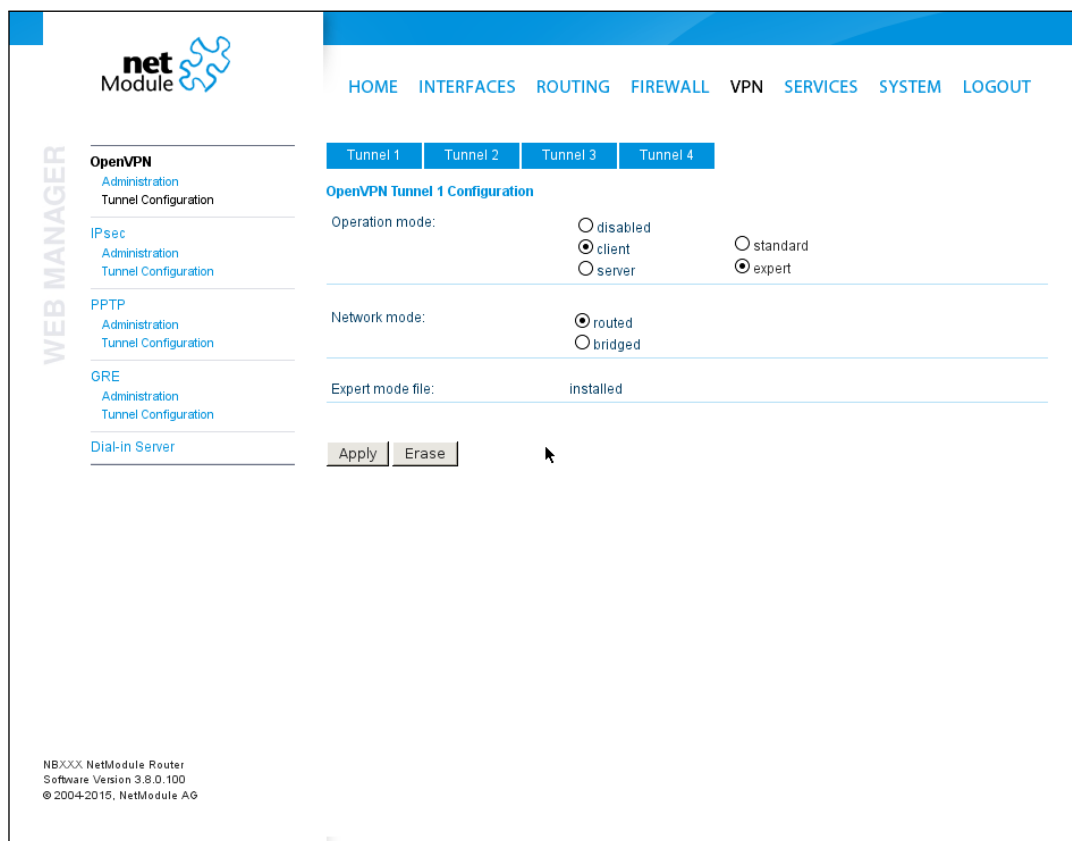 net
Module
HOME INTERFACES ROUTING FIREWALL VPN SERVICES SYSTEM LOGOUT
WEB MANAGER
OpenVPN
Administration
Tunnel Configuration
IPsec
Administration
Tunnel Configuration
PPTP
Administration
Tunnel Configuration
GRE
Administration
Tunnel Configuration
Dial-in Server
Tunnel 1 Tunnel 2 Tunnel 3 Tunnel 4
OpenVPN Tunnel 1 Configuration
Operation mode:
disabled
client
server
standard
expert
Network mode:
routed
bridged
Expert mode file: installed
Apply Erase
NBXXX NetModule Router
Software Version 3.8.0.100
© 2004-2015, NetModule AG